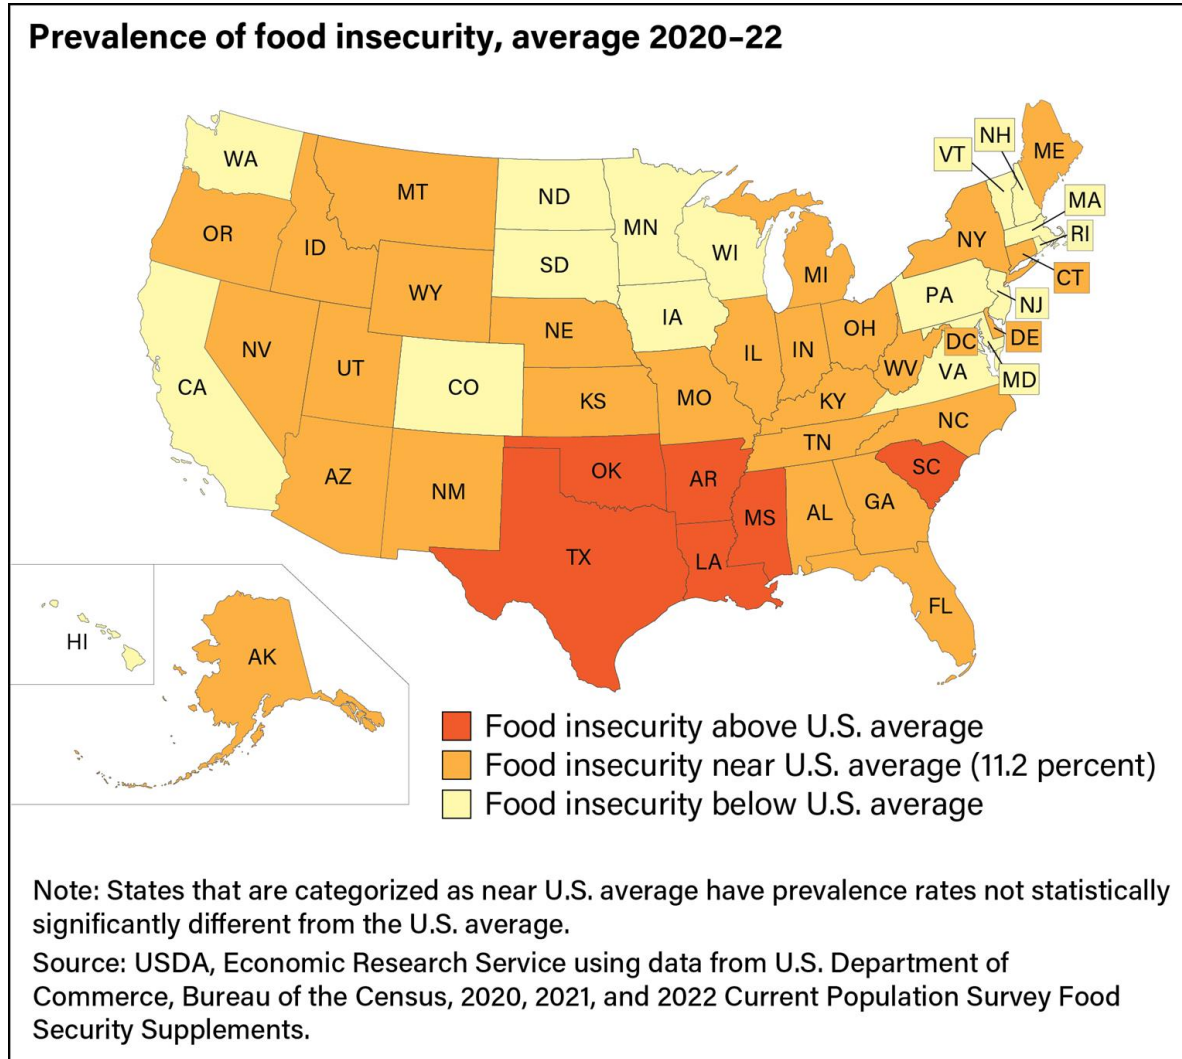 Prevalence of food insecurity, average 2020–22
NH
VT
ME
WA
MT
ND
MN
MA
OR
ID
SD
WI
NY
RI
MI
CT
WY
IA
PA
NJ
NE
OH
DE
NV
UT
IL
IN
DC
CA
CO
WV
VA
MD
KS
MO
KY
NC
TN
AZ
NM
OK
AR
SC
MS
AL
GA
TX
LA
FL
HI
AK
Food insecurity above U.S. average
Food insecurity near U.S. average (11.2 percent)
Food insecurity below U.S. average
Note: States that are categorized as near U.S. average have prevalence rates not statistically
significantly different from the U.S. average.
Source: USDA, Economic Research Service using data from U.S. Department of
Commerce, Bureau of the Census, 2020, 2021, and 2022 Current Population Survey Food
Security Supplements.